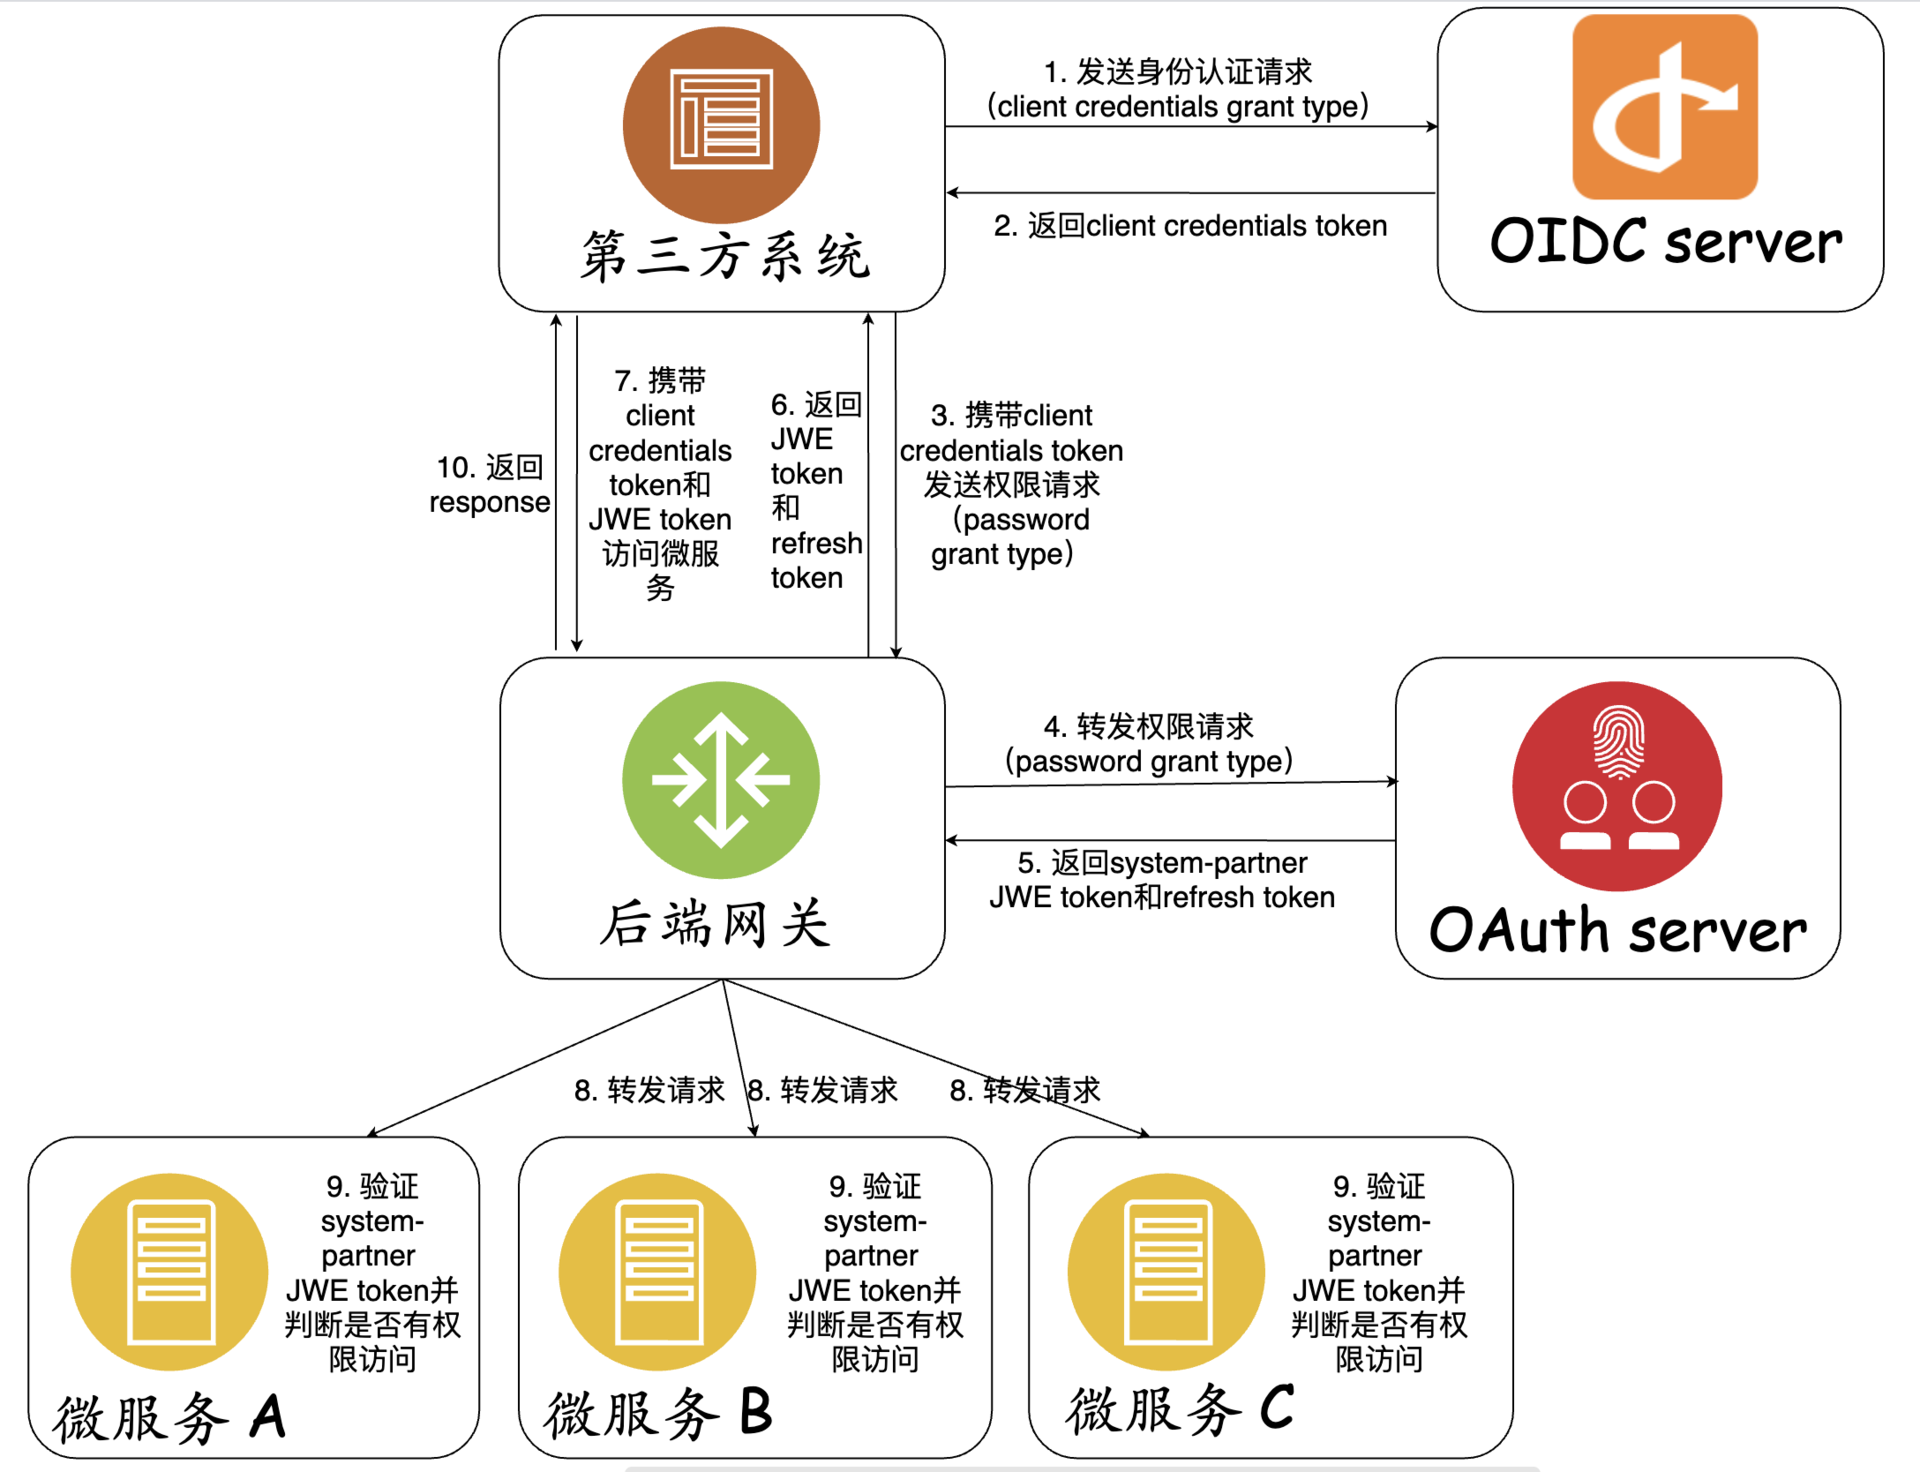 1. 发送身份认证请求
（client credentials grant type）
2. 返回client credentials token
第三方系统
OIDC server
7. 携带
client
credentials
token和
JWE token
访问微服
务
6. 返回
JWE
token
和
refresh
token
3. 携带client
credentials token
发送权限请求
（password
grant type）
10. 返回
response
4. 转发权限请求
（password grant type）
5. 返回system-partner
JWE token和refresh token
后端网关
OAuth server
8. 转发请求
8. 转发请求
8. 转发请求
9. 验证
system-
partner
JWE token并
判断是否有权
限访问
微服务 A
9. 验证
system-
partner
JWE token并
判断是否有权
限访问
微服务 B
9. 验证
system-
partner
JWE token并
判断是否有权
限访问
微服务 C